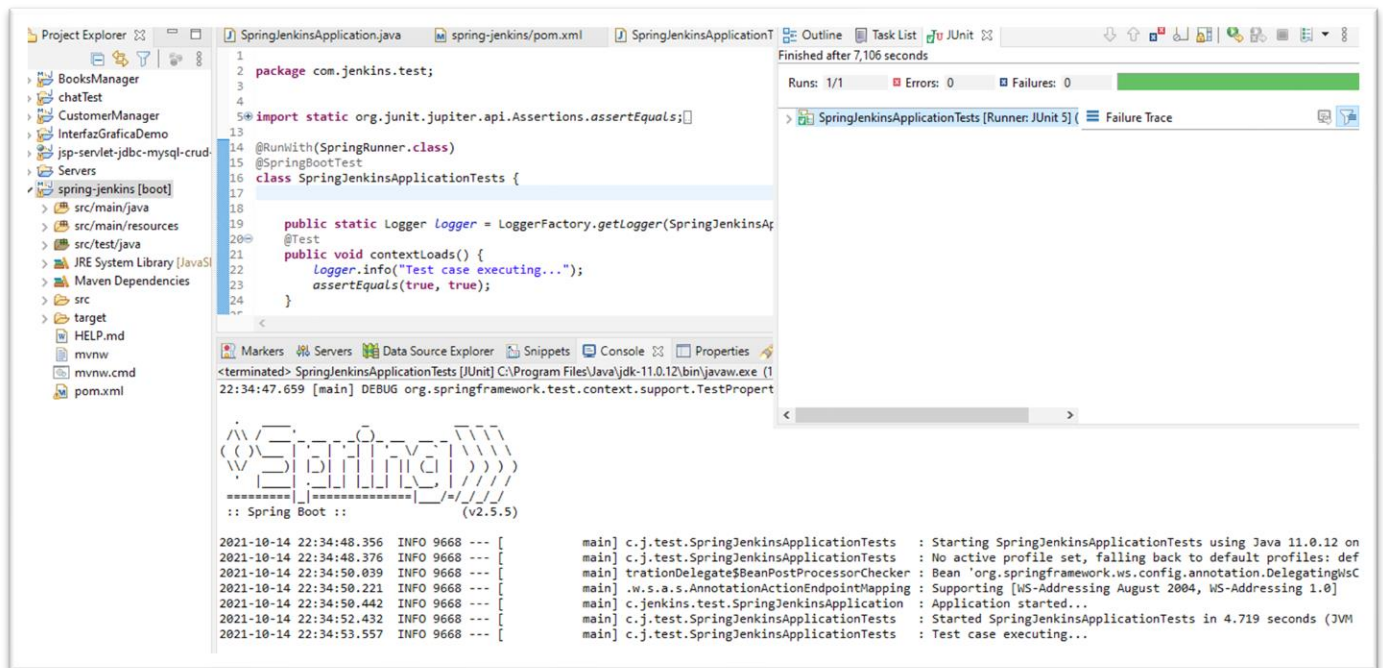 Project Explorer
BooksManager
chatTest
CustomerManager
InterfazGraficaDemo
jsp-servlet-jdbc-mysql-crud-
Servers
spring-jenkins [boot]
src/main/java
src/main/resources
src/test/java
JRE System Library [JavaSE
Maven Dependencies
src
target
HELP.md
mvnw
mvnw.cmd
pom.xml
SpringJenkinsApplication.java spring-jenkins/pom.xml SpringJenkinsApplicationT
1
2 package com.jenkins.test;
3
4
5 import static org.junit.jupiter.api.Assertions.assertEquals;
13
14 @RunWith(SpringRunner.class)
15 @SpringBootTest
16 class SpringJenkinsApplicationTests {
17
18
19 public static Logger logger = LoggerFactory.getLogger(SpringJenkinsAp
20 @Test
21 public void contextLoads() {
22 logger.info("Test case executing...");
23 assertEquals(true, true);
24 }
Outline Task List JUnit
Finished after 7,106 seconds
Runs: 1/1 Errors: 0 Failures: 0
SpringJenkinsApplicationTests [Runner: JUnit 5] ( Failure Trace
Markers Servers Data Source Explorer Snippets Console Properties
<terminated> SpringJenkinsApplicationTests [JUnit] C:\Program Files\Java\jdk-11.0.12\bin\javaw.exe (1
22:34:47.659 [main] DEBUG org.springframework.test.context.support.TestPropert
Spring
:: Spring Boot :: (v2.5.5)
2021-10-14 22:34:48.356 INFO 9668 --- [ main] c.j.test.SpringJenkinsApplicationTests : Starting SpringJenkinsApplicationTests using Java 11.0.12 on
2021-10-14 22:34:48.376 INFO 9668 --- [ main] c.j.test.SpringJenkinsApplicationTests : No active profile set, falling back to default profiles: def
2021-10-14 22:34:50.039 INFO 9668 --- [ main] trationDelegate$BeanPostProcessorChecker : Bean 'org.springframework.ws.config.annotation.DelegatingWsC
2021-10-14 22:34:50.221 INFO 9668 --- [ main] .w.s.a.s.AnnotationActionEndpointMapping : Supporting [WS-Addressing August 2004, WS-Addressing 1.0]
2021-10-14 22:34:50.442 INFO 9668 --- [ main] c.jenkins.test.SpringJenkinsApplication : Application started...
2021-10-14 22:34:52.432 INFO 9668 --- [ main] c.j.test.SpringJenkinsApplicationTests : Started SpringJenkinsApplicationTests in 4.719 seconds (JVM
2021-10-14 22:34:53.557 INFO 9668 --- [ main] c.j.test.SpringJenkinsApplicationTests : Test case executing...